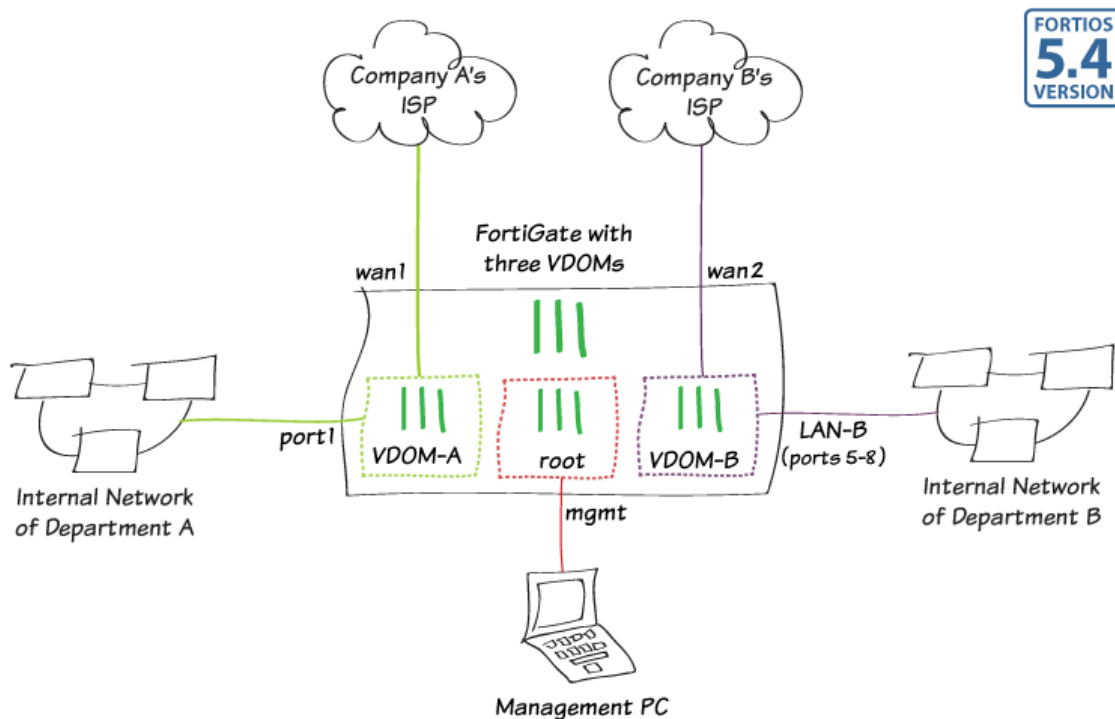 Company A's
ISP
Company B's
ISP
FORTIOS
5.4
VERSION
FortiGate with
three VDOMs
wan1
wan2
port1
VDOM-A
root
VDOM-B
LAN-B
(ports 5-8)
mgmt
Internal Network
of Department A
Internal Network
of Department B
Management PC